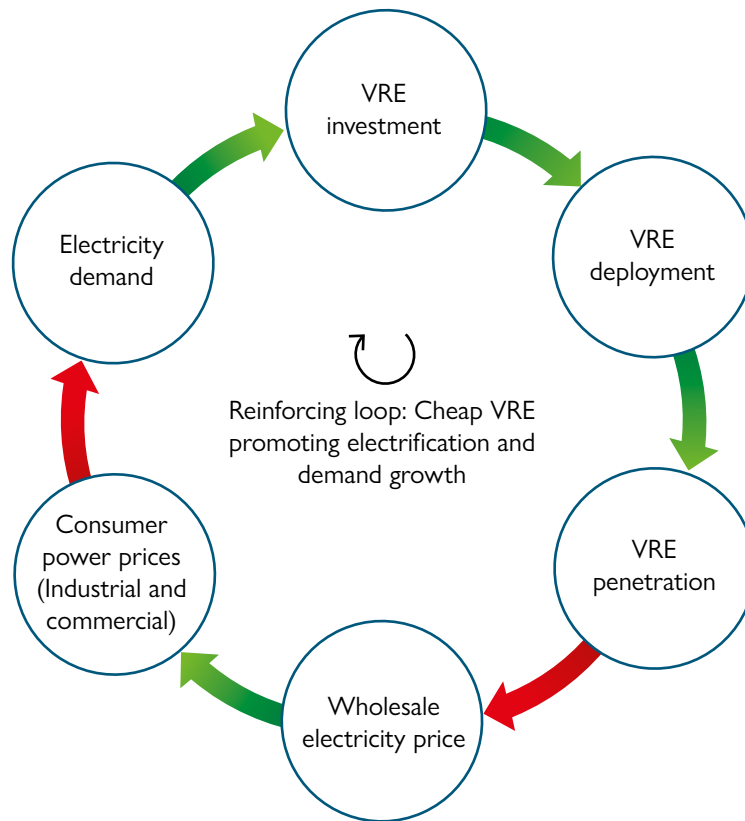 VRE
investment
VRE
deployment
VRE
penetration
Wholesale
electricity price
Consumer
power prices
(Industrial and
commercial)
Electricity
demand
Reinforcing loop: Cheap VRE
promoting electrification and
demand growth